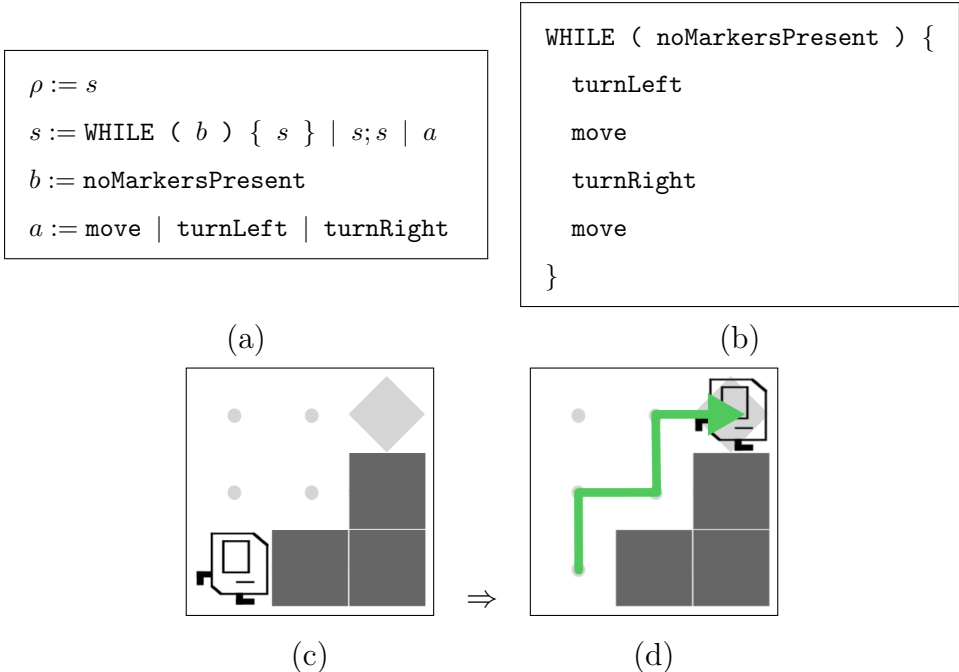 ρ := s
s := WHILE ( b ) { s } | s; s | a
b := noMarkersPresent
a := move | turnLeft | turnRight
(a)
WHILE ( noMarkersPresent ) {
turnLeft
move
turnRight
move
}
(b)
⇒
(c)
(d)